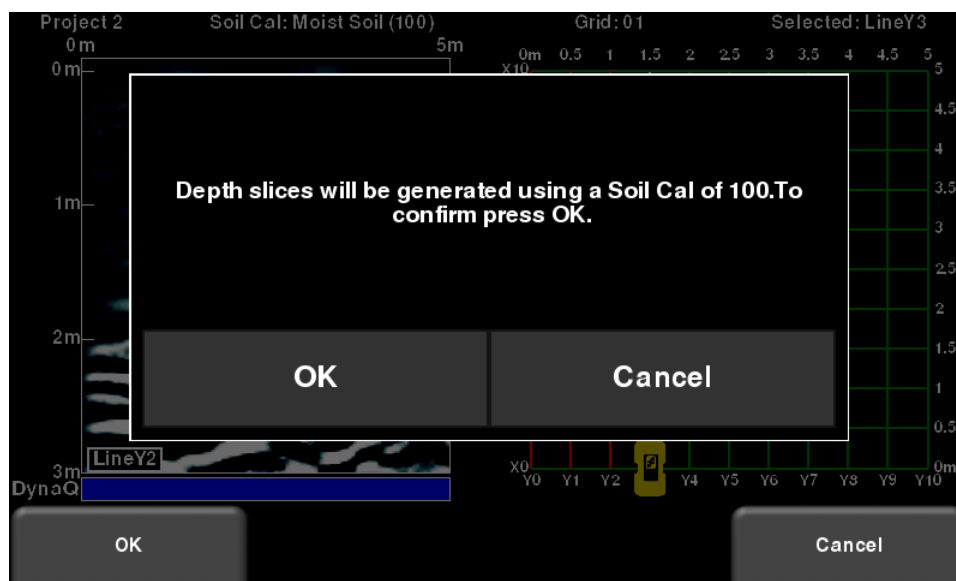 Project 2 Soil Cal: Moist Soil (100) Grid: 01 Selected: LineY3
0 m 5m
0m 0.5 1 1.5 2 2.5 3 3.5 4 4.5 5
0 m
X10
5
4.5
4
Depth slices will be generated using a Soil Cal of 100.To
confirm press OK.
1m
3.5
3
2.5
2
2m
1.5
OK Cancel
1
0.5
LineY2
3m
X0 0m
Y0 Y1 Y2 Y4 Y5 Y6 Y7 Y8 Y9 Y10
DynaQ
OK Cancel